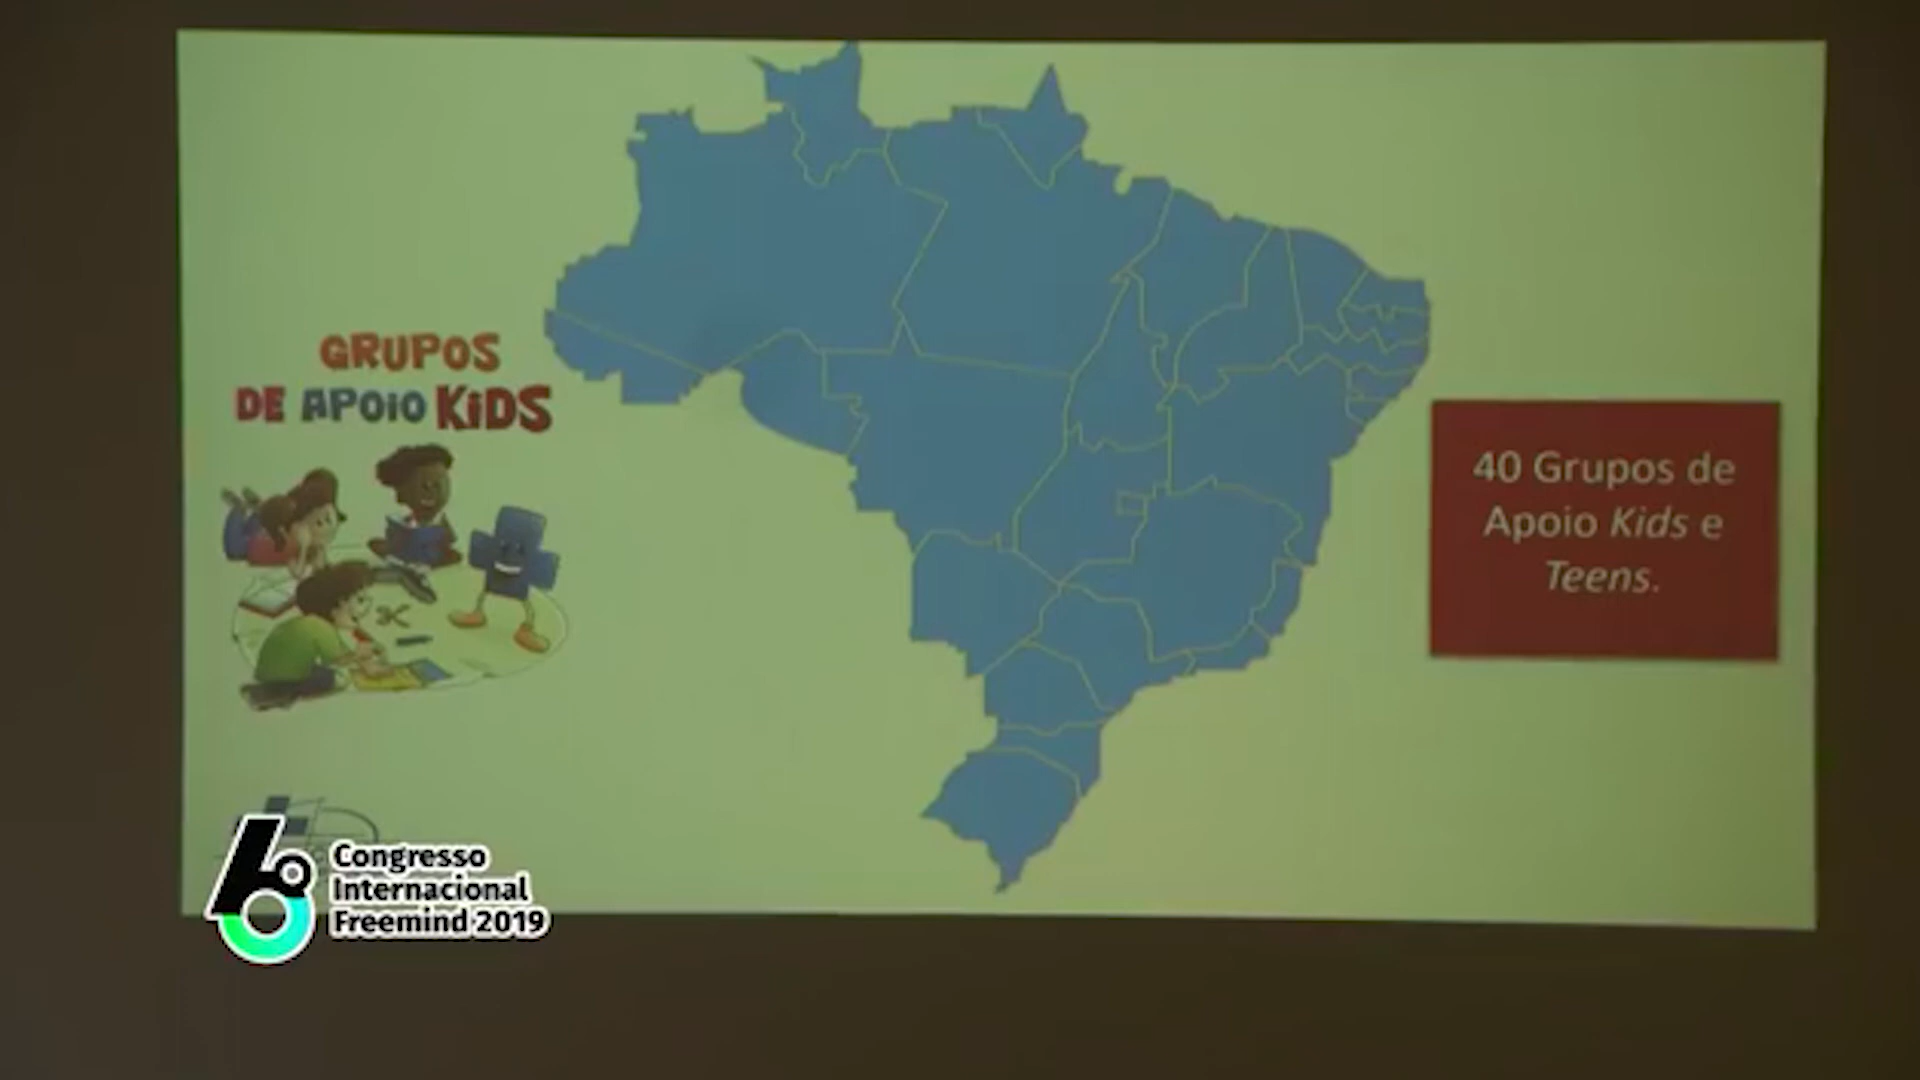 GRUPOS
DE APOIO KiDS
40 Grupos de
Apoio Kids e
Teens.
6º
Congresso
Internacional
Freemind 2019